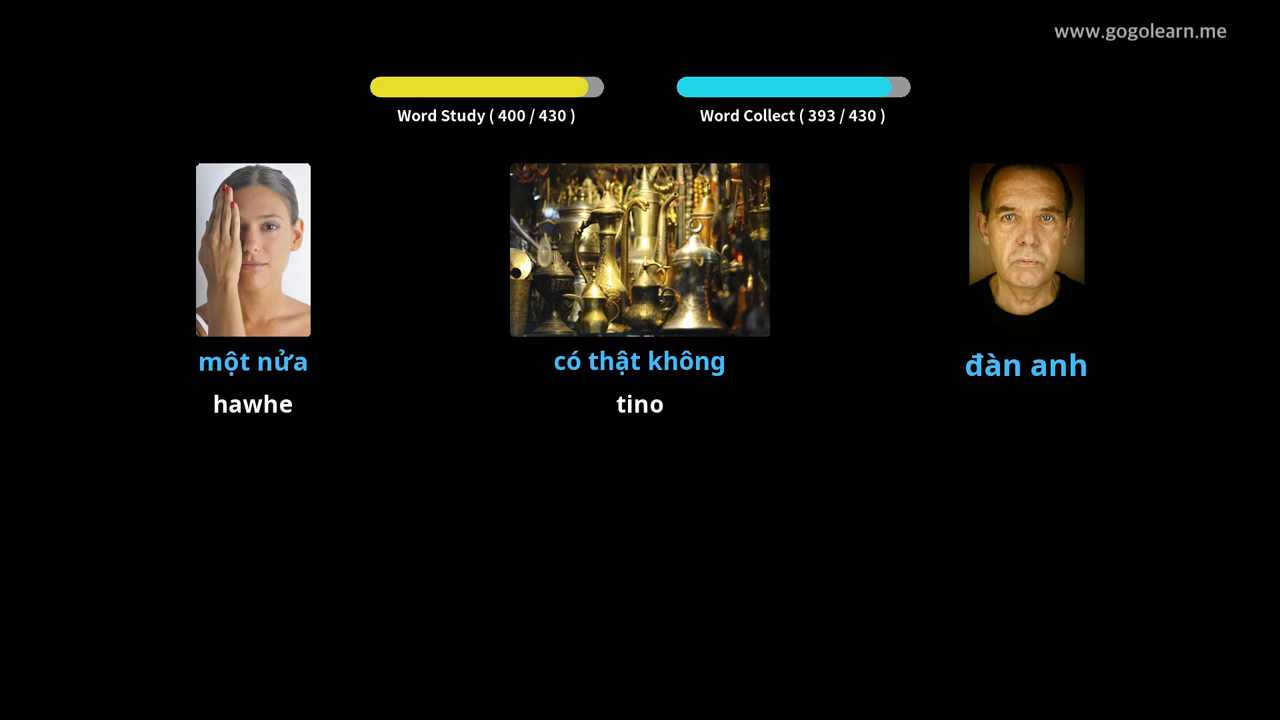 www.gogolearn.me
Word Study ( 400 / 430 )
Word Collect ( 393 / 430 )
một nửa
hawhe
có thật không
tino
đàn anh